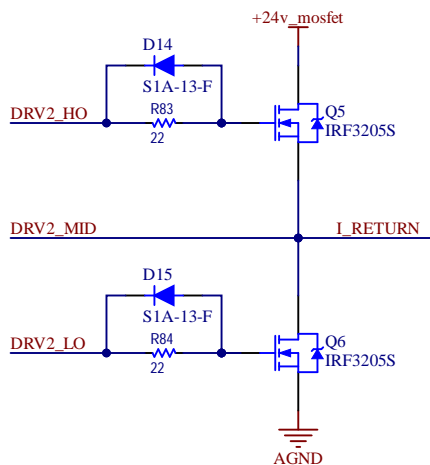 +24v_mosfet
D14
S1A-13-F
DRV2_HO
R83
22
Q5
IRF3205S
DRV2_MID
I_RETURN
D15
S1A-13-F
DRV2_LO
R84
22
Q6
IRF3205S
AGND